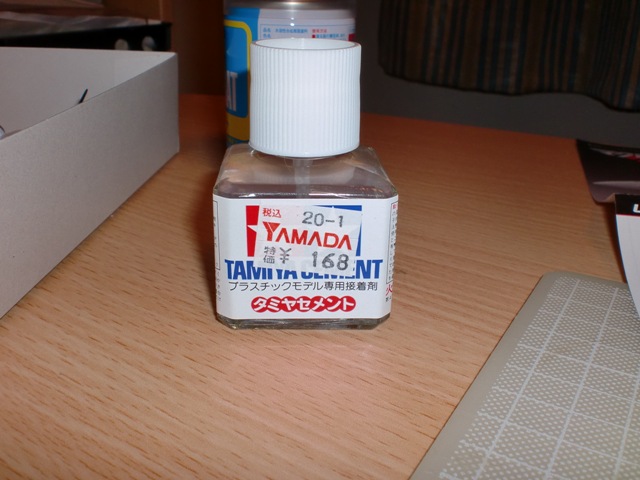 税込
20-1
YAMADA
特価 ¥ 168
TAMIYA CEMENT
プラスチックモデル専用接着剤
タミヤセメント